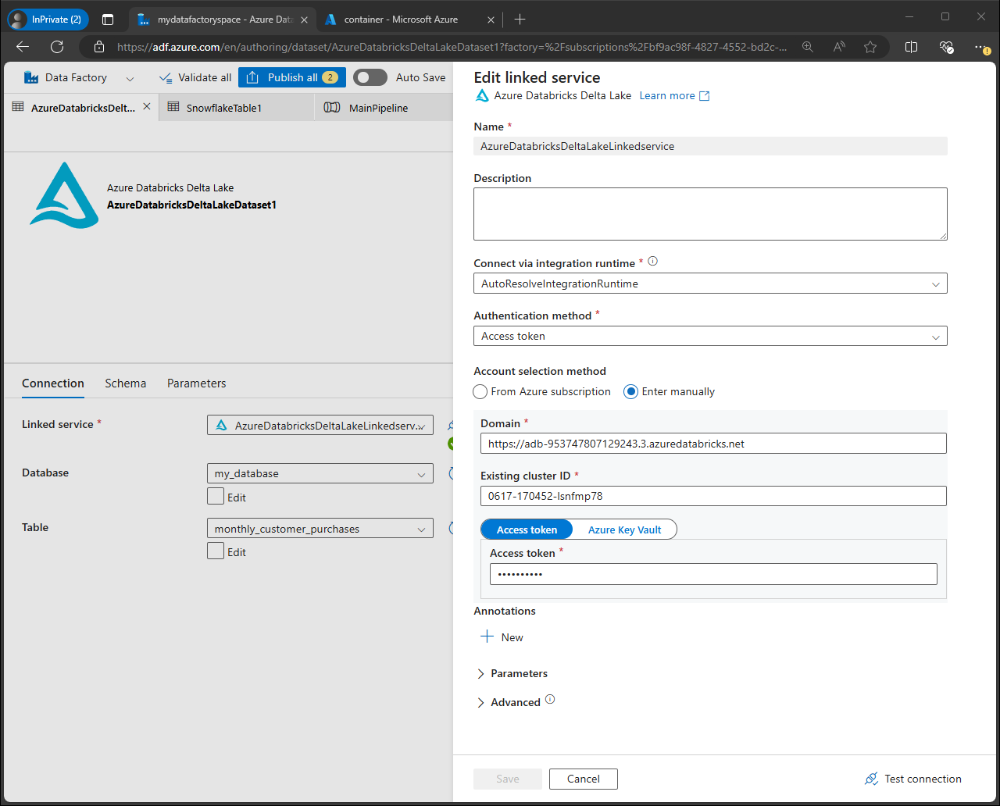 InPrivate (2)
mydatafactoryspace - Azure Data
container - Microsoft Azure
https://adf.azure.com/en/authoring/dataset/AzureDatabricksDeltaLakeDataset1?factory=%2Fsubscriptions%2Fbf9ac98f-4827-4552-bd2c-...
Data Factory
Validate all
Publish all 2
Auto Save
AzureDatabricksDelt...
SnowflakeTable1
MainPipeline
Azure Databricks Delta Lake
AzureDatabricksDeltaLakeDataset1
Connection
Schema
Parameters
Linked service *
AzureDatabricksDeltaLakeLinkedserv...
Database
my_database
Edit
Table
monthly_customer_purchases
Edit
Edit linked service
Azure Databricks Delta Lake Learn more
Name *
AzureDatabricksDeltaLakeLinkedservice
Description
Connect via integration runtime *
AutoResolveIntegrationRuntime
Authentication method *
Access token
Account selection method
From Azure subscription
Enter manually
Domain *
https://adb-953747807129243.3.azuredatabricks.net
Existing cluster ID *
0617-170452-lsnfmp78
Access token
Azure Key Vault
Access token *
••••••••••
Annotations
New
Parameters
Advanced
Save
Cancel
Test connection